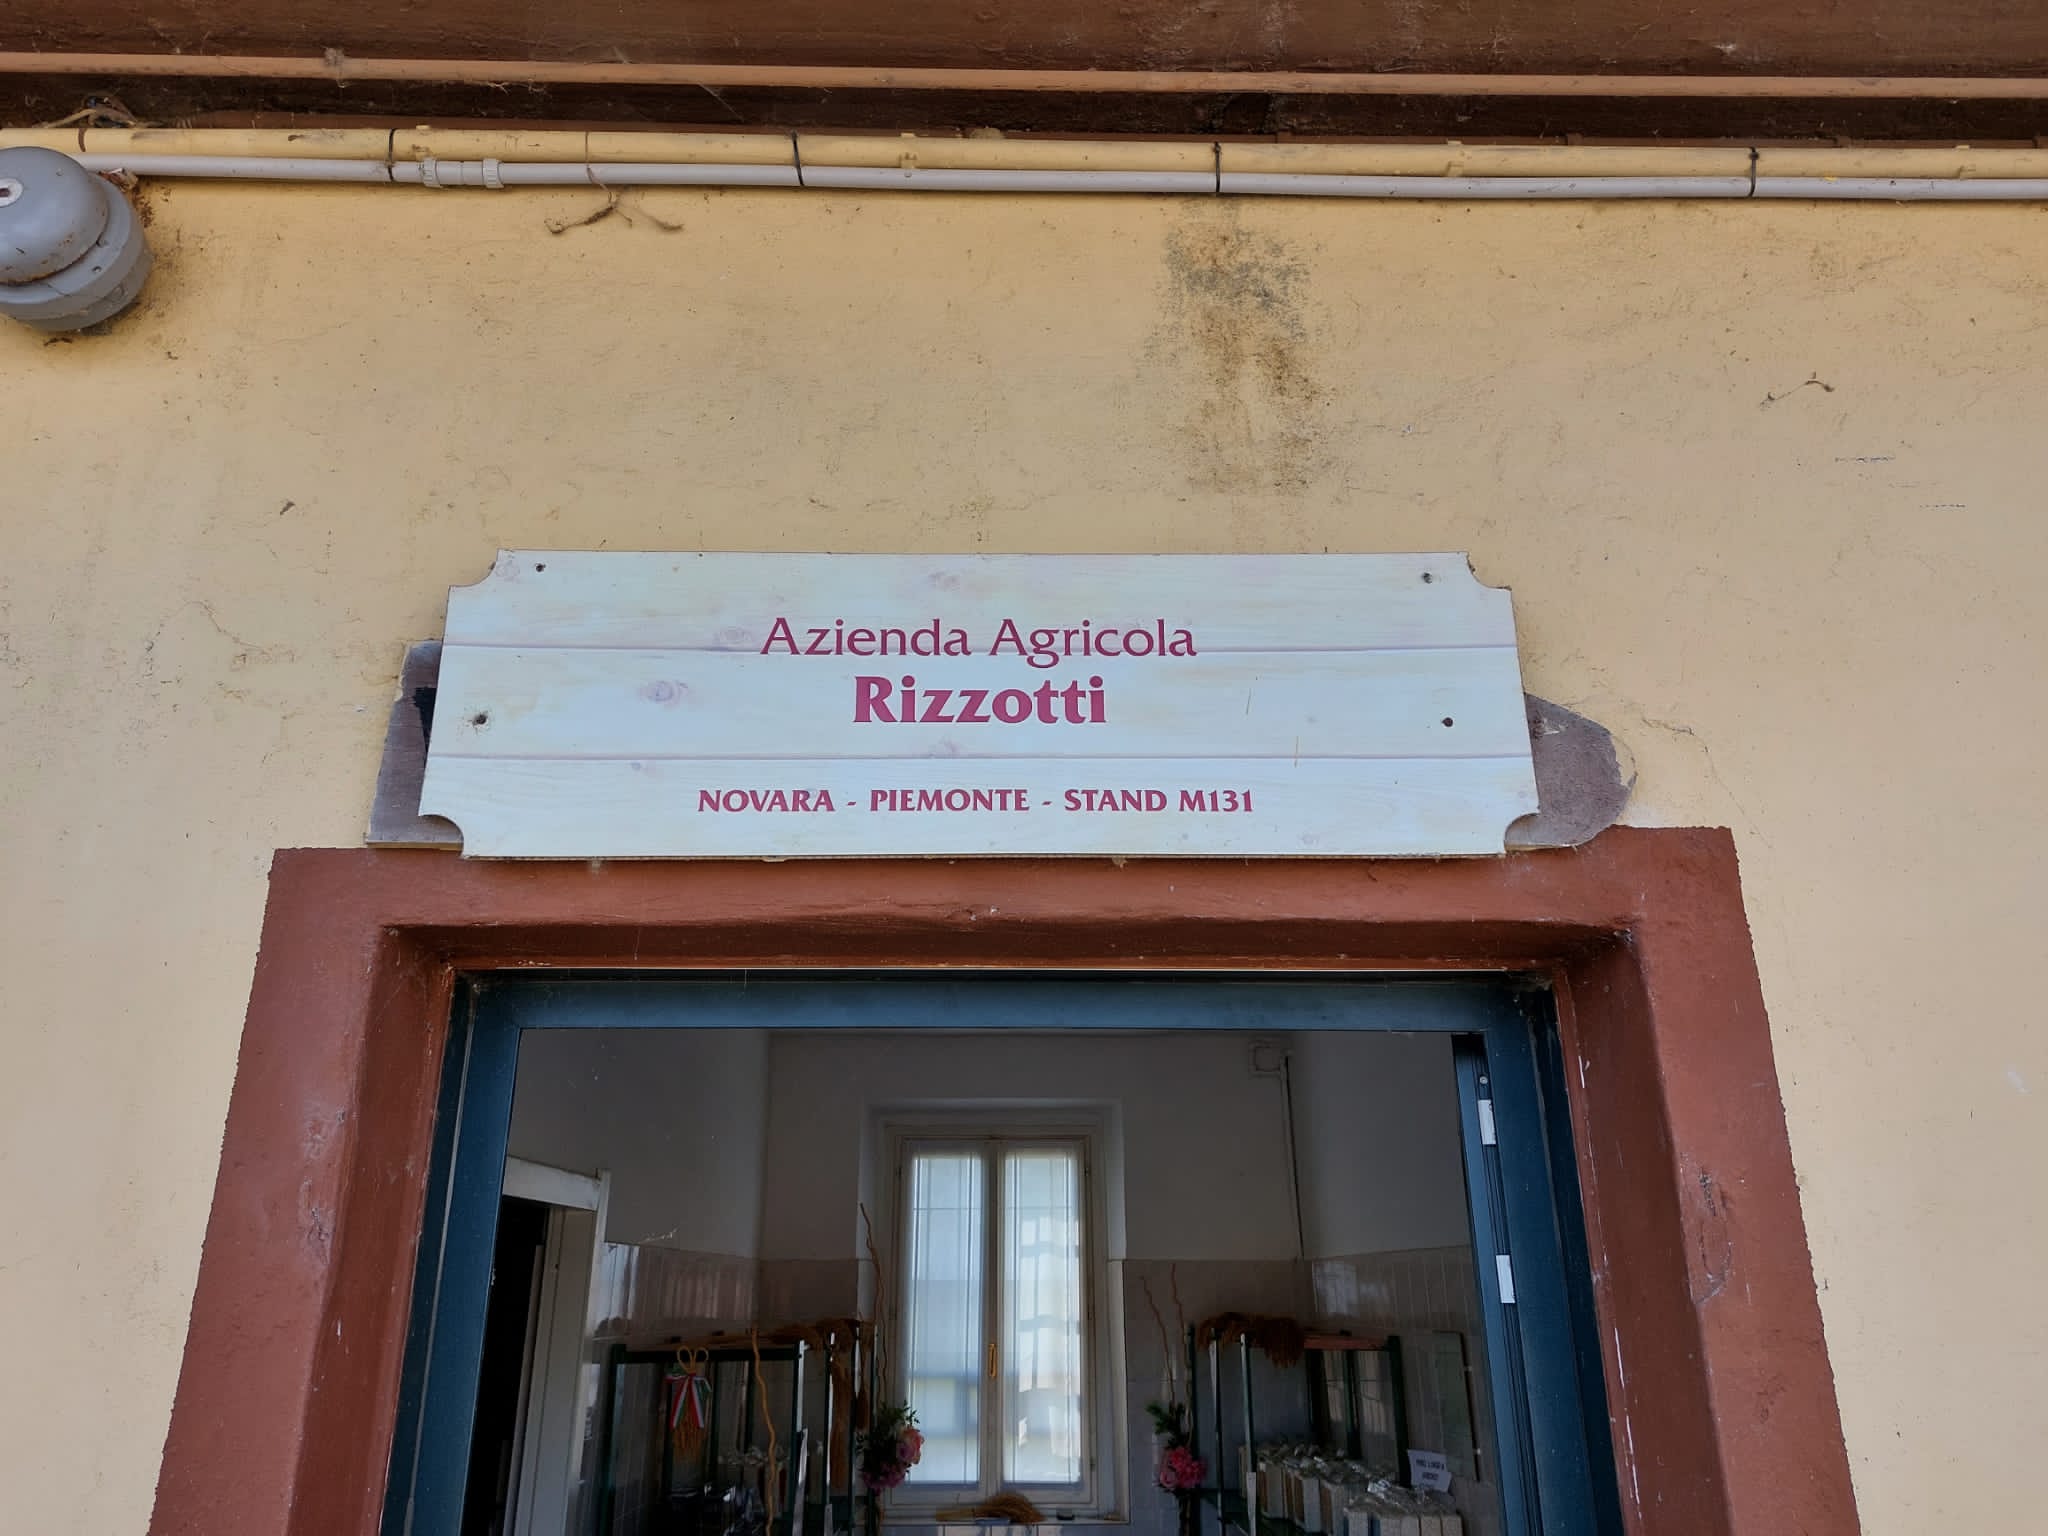 Azienda Agricola
Rizzotti
NOVARA - PIEMONTE - STAND M131